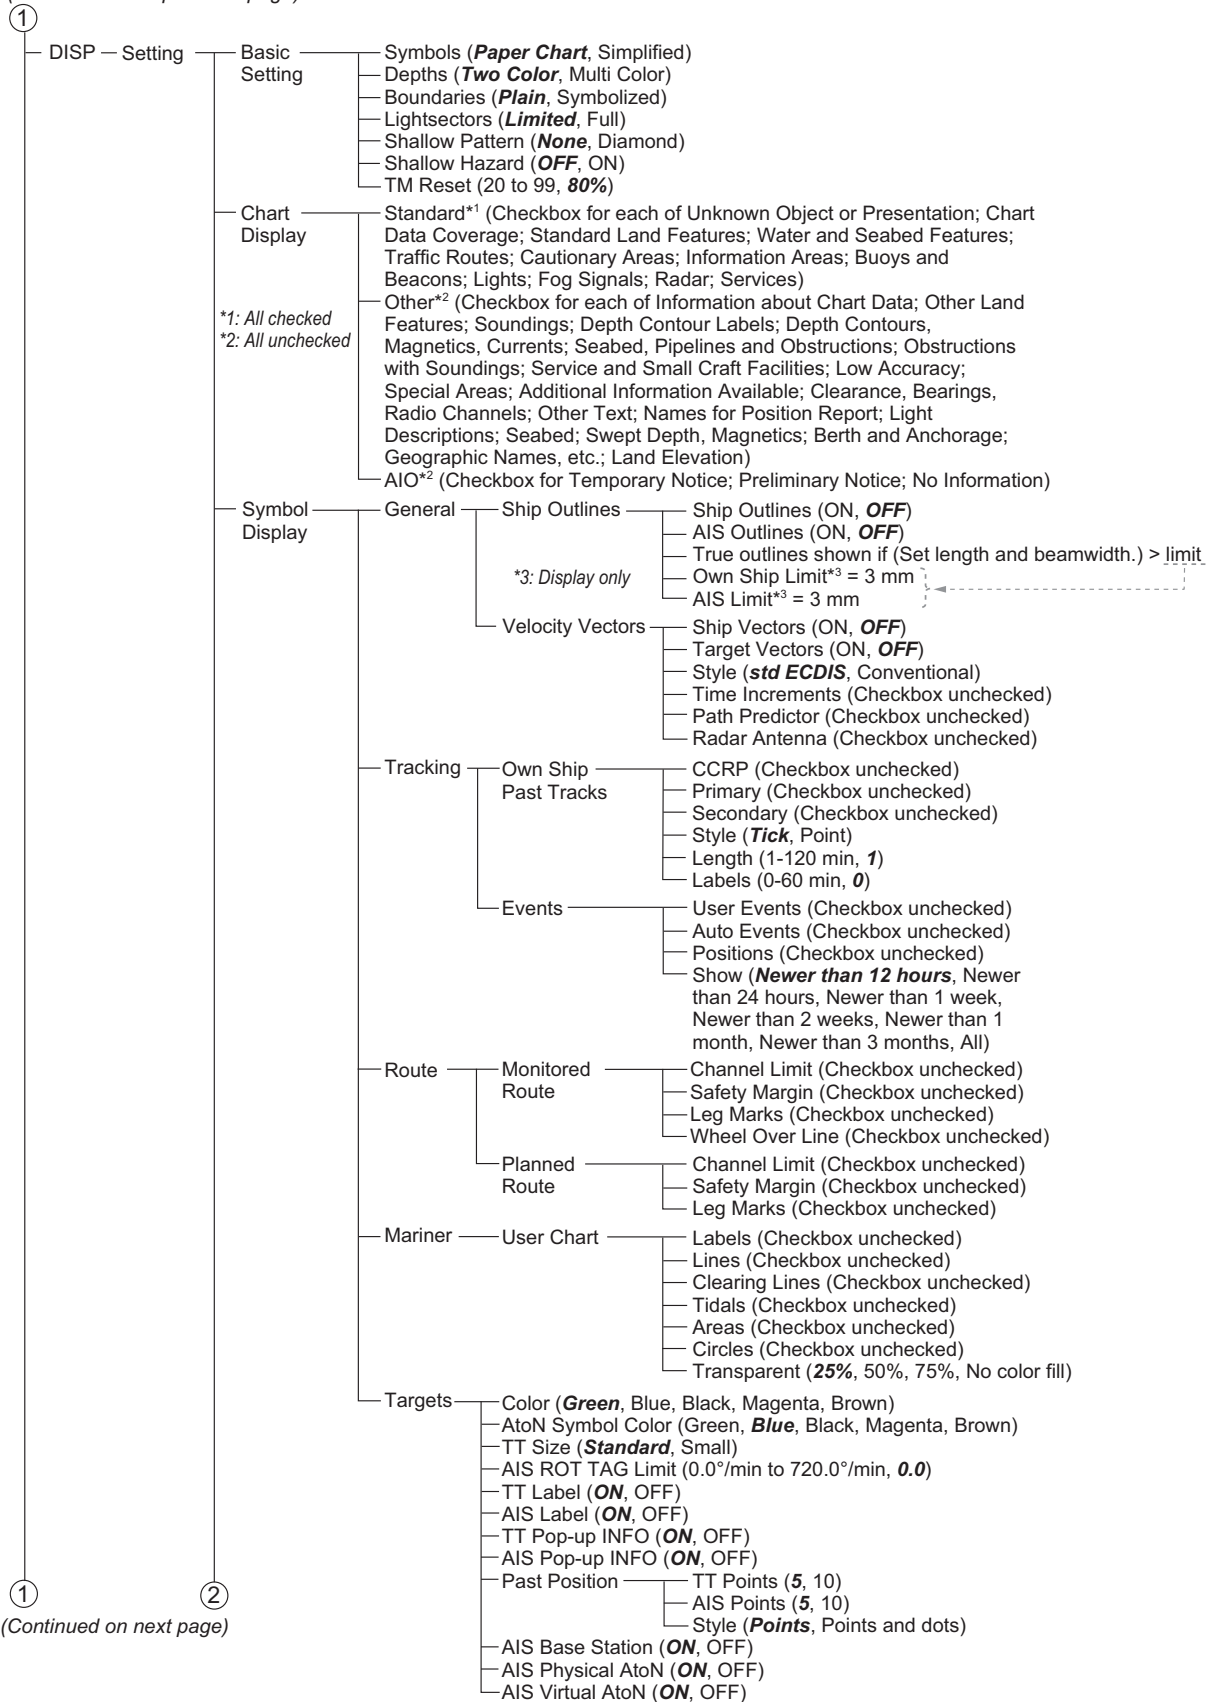 1
DISP
Setting
Basic
Setting
Symbols (Paper Chart, Simplified)
Depths (Two Color, Multi Color)
Boundaries (Plain, Symbolized)
Lightsectors (Limited, Full)
Shallow Pattern (None, Diamond)
Shallow Hazard (OFF, ON)
TM Reset (20 to 99, 80%)
Chart
Display
*1: All checked
*2: All unchecked
Standard*1 (Checkbox for each of Unknown Object or Presentation; Chart
Data Coverage; Standard Land Features; Water and Seabed Features;
Traffic Routes; Cautionary Areas; Information Areas; Buoys and
Beacons; Lights; Fog Signals; Radar; Services)
Other*2 (Checkbox for each of Information about Chart Data; Other Land
Features; Soundings; Depth Contour Labels; Depth Contours,
Magnetics, Currents; Seabed, Pipelines and Obstructions; Obstructions
with Soundings; Service and Small Craft Facilities; Low Accuracy;
Special Areas; Additional Information Available; Clearance, Bearings,
Radio Channels; Other Text; Names for Position Report; Light
Descriptions; Seabed; Swept Depth, Magnetics; Berth and Anchorage;
Geographic Names, etc.; Land Elevation)
AIO*2 (Checkbox for Temporary Notice; Preliminary Notice; No Information)
Symbol
Display
General
Ship Outlines
Ship Outlines (ON, OFF)
AIS Outlines (ON, OFF)
True outlines shown if (Set length and beamwidth.) > limit
*3: Display only
Own Ship Limit*3 = 3 mm
AIS Limit*3 = 3 mm
Velocity Vectors
Ship Vectors (ON, OFF)
Target Vectors (ON, OFF)
Style (std ECDIS, Conventional)
Time Increments (Checkbox unchecked)
Path Predictor (Checkbox unchecked)
Radar Antenna (Checkbox unchecked)
Tracking
Own Ship
Past Tracks
CCRP (Checkbox unchecked)
Primary (Checkbox unchecked)
Secondary (Checkbox unchecked)
Style (Tick, Point)
Length (1-120 min, 1)
Labels (0-60 min, 0)
Events
User Events (Checkbox unchecked)
Auto Events (Checkbox unchecked)
Positions (Checkbox unchecked)
Show (Newer than 12 hours, Newer
than 24 hours, Newer than 1 week,
Newer than 2 weeks, Newer than 1
month, Newer than 3 months, All)
Route
Monitored
Route
Channel Limit (Checkbox unchecked)
Safety Margin (Checkbox unchecked)
Leg Marks (Checkbox unchecked)
Wheel Over Line (Checkbox unchecked)
Planned
Route
Channel Limit (Checkbox unchecked)
Safety Margin (Checkbox unchecked)
Leg Marks (Checkbox unchecked)
Mariner
User Chart
Labels (Checkbox unchecked)
Lines (Checkbox unchecked)
Clearing Lines (Checkbox unchecked)
Tidals (Checkbox unchecked)
Areas (Checkbox unchecked)
Circles (Checkbox unchecked)
Transparent (25%, 50%, 75%, No color fill)
Targets
Color (Green, Blue, Black, Magenta, Brown)
AtoN Symbol Color (Green, Blue, Black, Magenta, Brown)
TT Size (Standard, Small)
AIS ROT TAG Limit (0.0°/min to 720.0°/min, 0.0)
TT Label (ON, OFF)
AIS Label (ON, OFF)
TT Pop-up INFO (ON, OFF)
AIS Pop-up INFO (ON, OFF)
Past Position
TT Points (5, 10)
AIS Points (5, 10)
Style (Points, Points and dots)
AIS Base Station (ON, OFF)
AIS Physical AtoN (ON, OFF)
AIS Virtual AtoN (ON, OFF)
1
2
(Continued on next page)